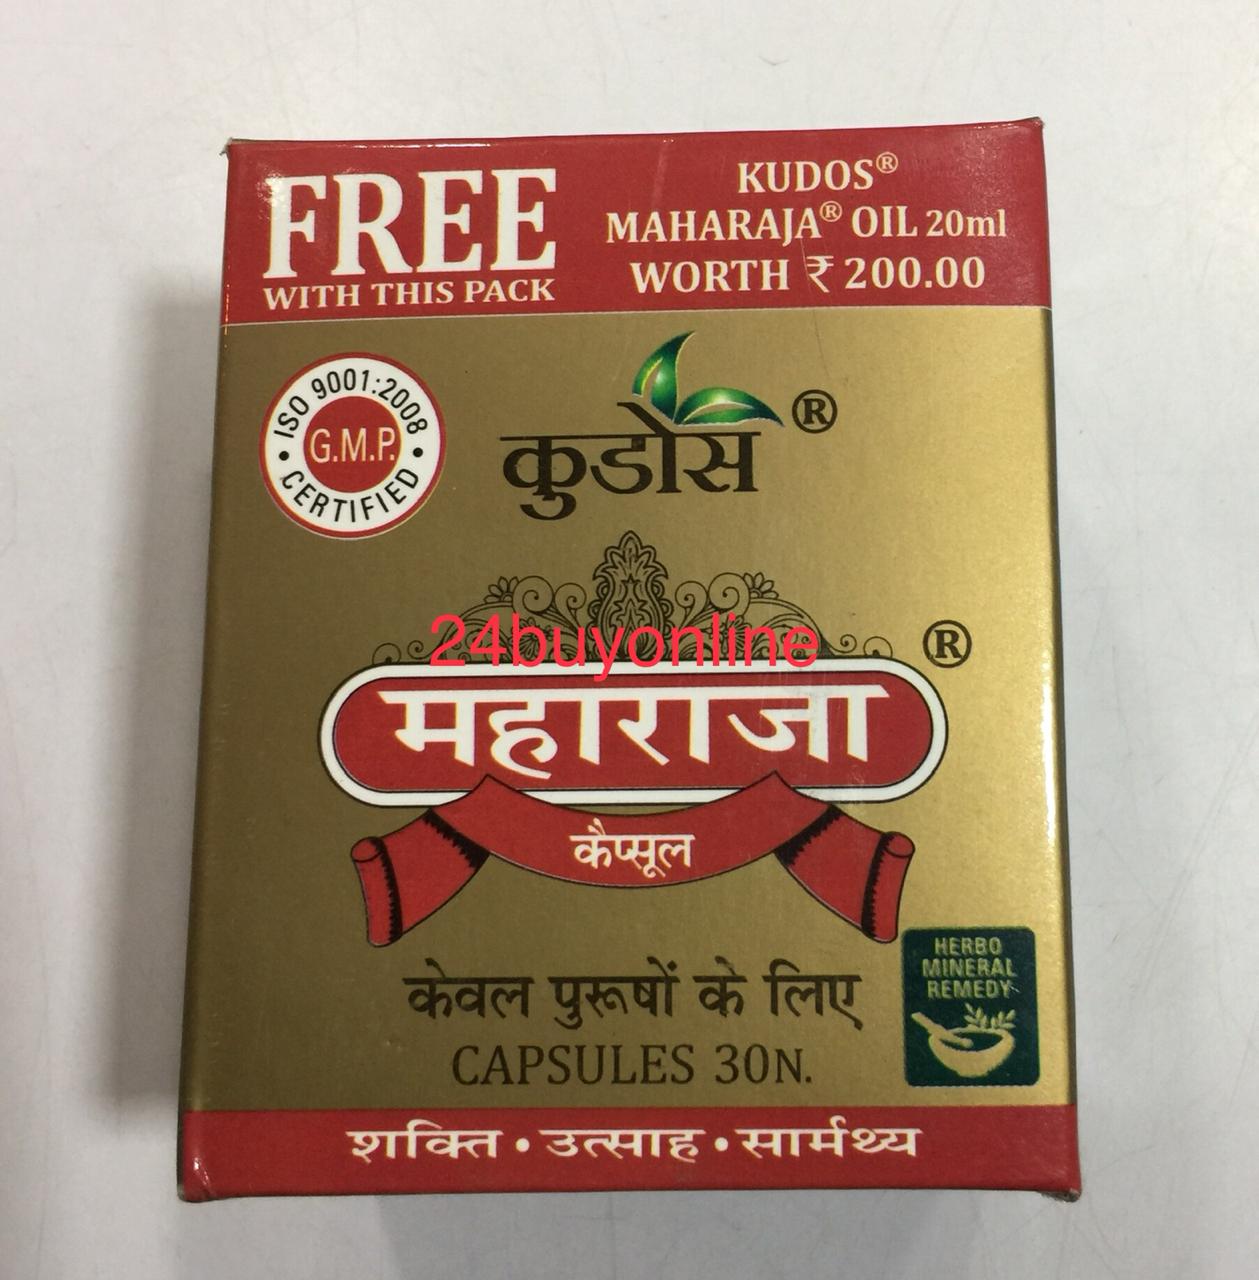 FREE
WITH THIS PACK
KUDOS®
MAHARAJA® OIL 20ml
WORTH ₹ 200.00
ISO 9001:2008
G.M.P.
CERTIFIED
कुडोस ®
24buyonline
महाराजा ®
कैप्सूल
केवल पुरूषों के लिए
CAPSULES 30N.
HERBO
MINERAL
REMEDY
शक्ति • उत्साह • सार्मथ्य